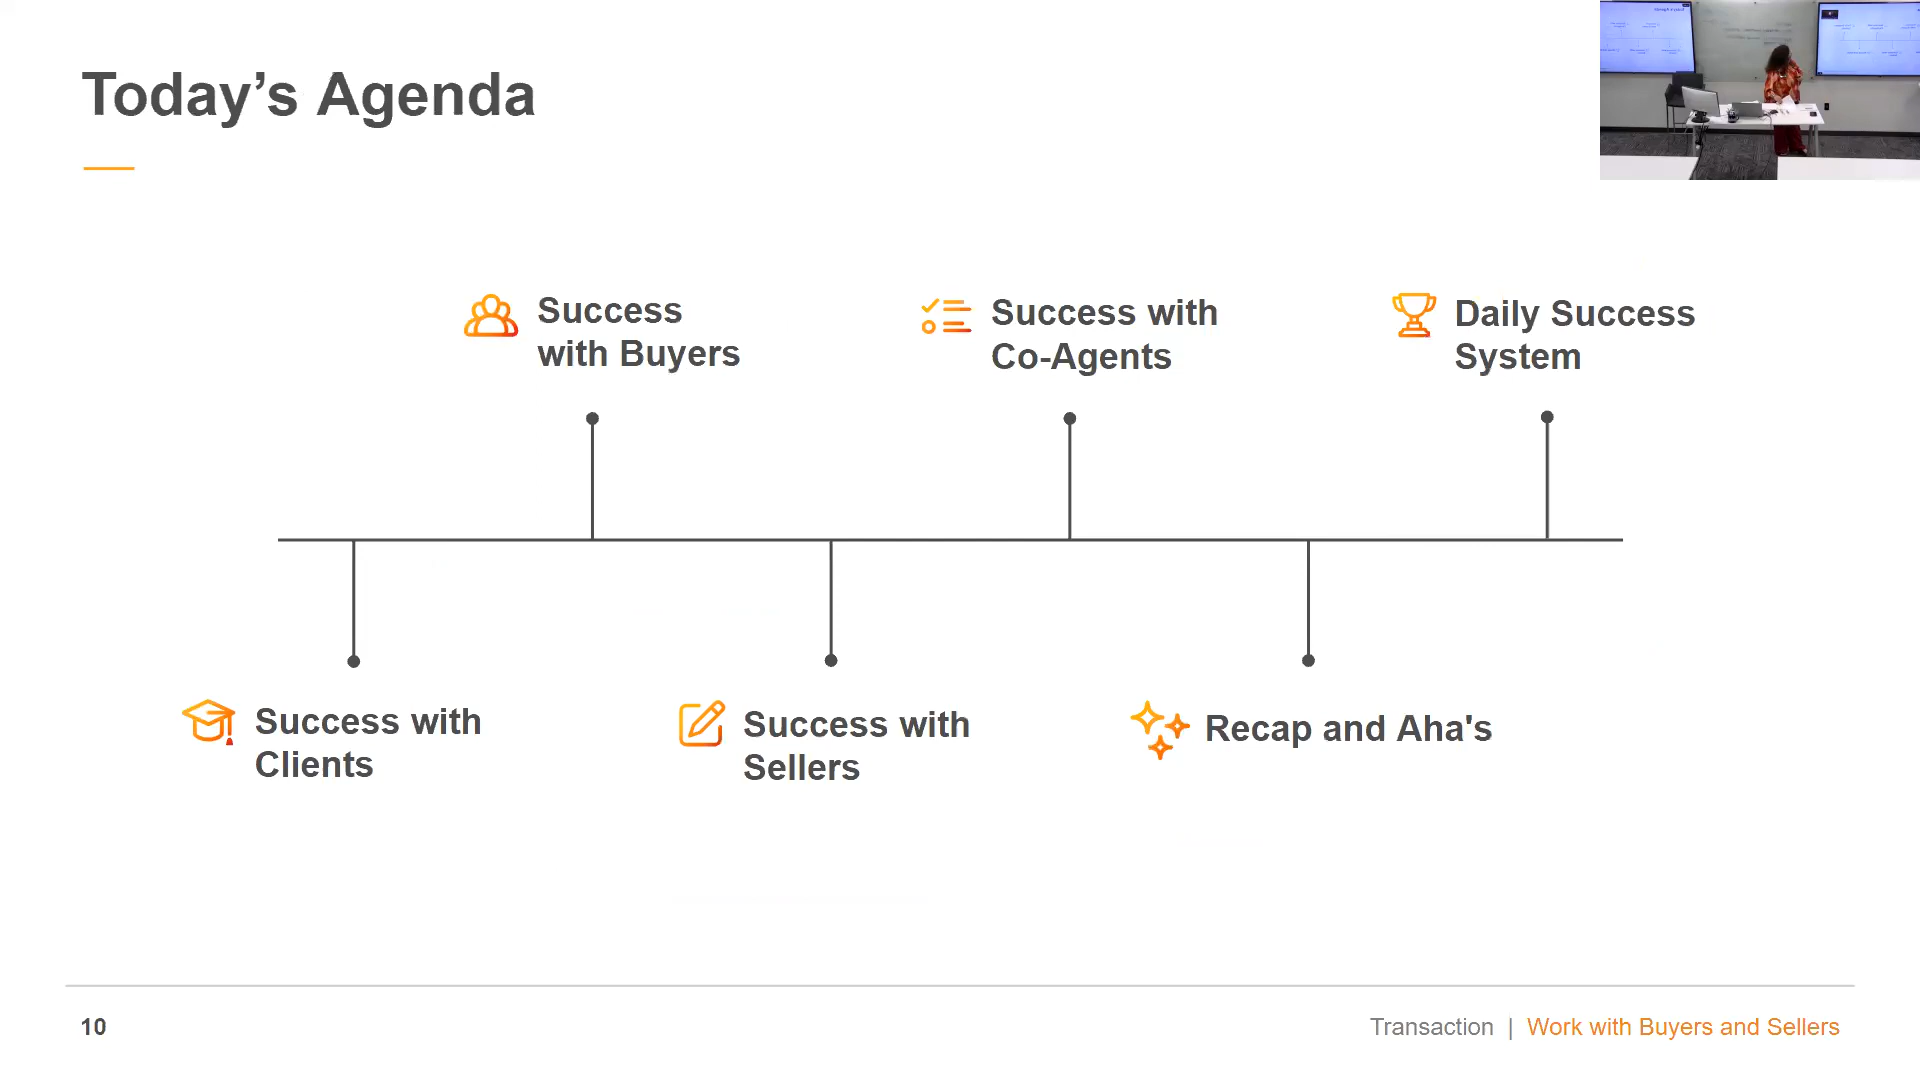 Today’s Agenda
Success
with Buyers
Success with
Co-Agents
Daily Success
System
Success with
Clients
Success with
Sellers
Recap and Aha's
10
Transaction | Work with Buyers and Sellers